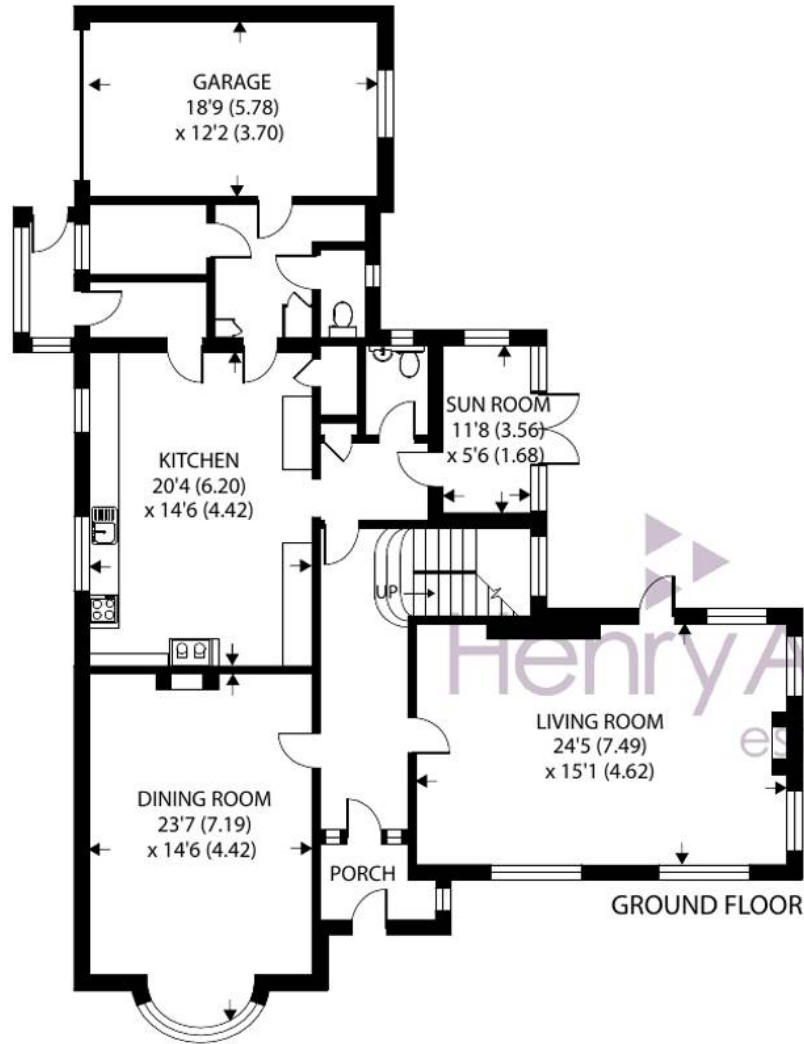 GARAGE
18'9 (5.78)
x 12'2 (3.70)
SUN ROOM
11'8 (3.56)
x 5'6 (1.68)
KITCHEN
20'4 (6.20)
x 14'6 (4.42)
UP
Henry A
es
LIVING ROOM
24'5 (7.49)
x 15'1 (4.62)
DINING ROOM
23'7 (7.19)
x 14'6 (4.42)
PORCH
GROUND FLOOR